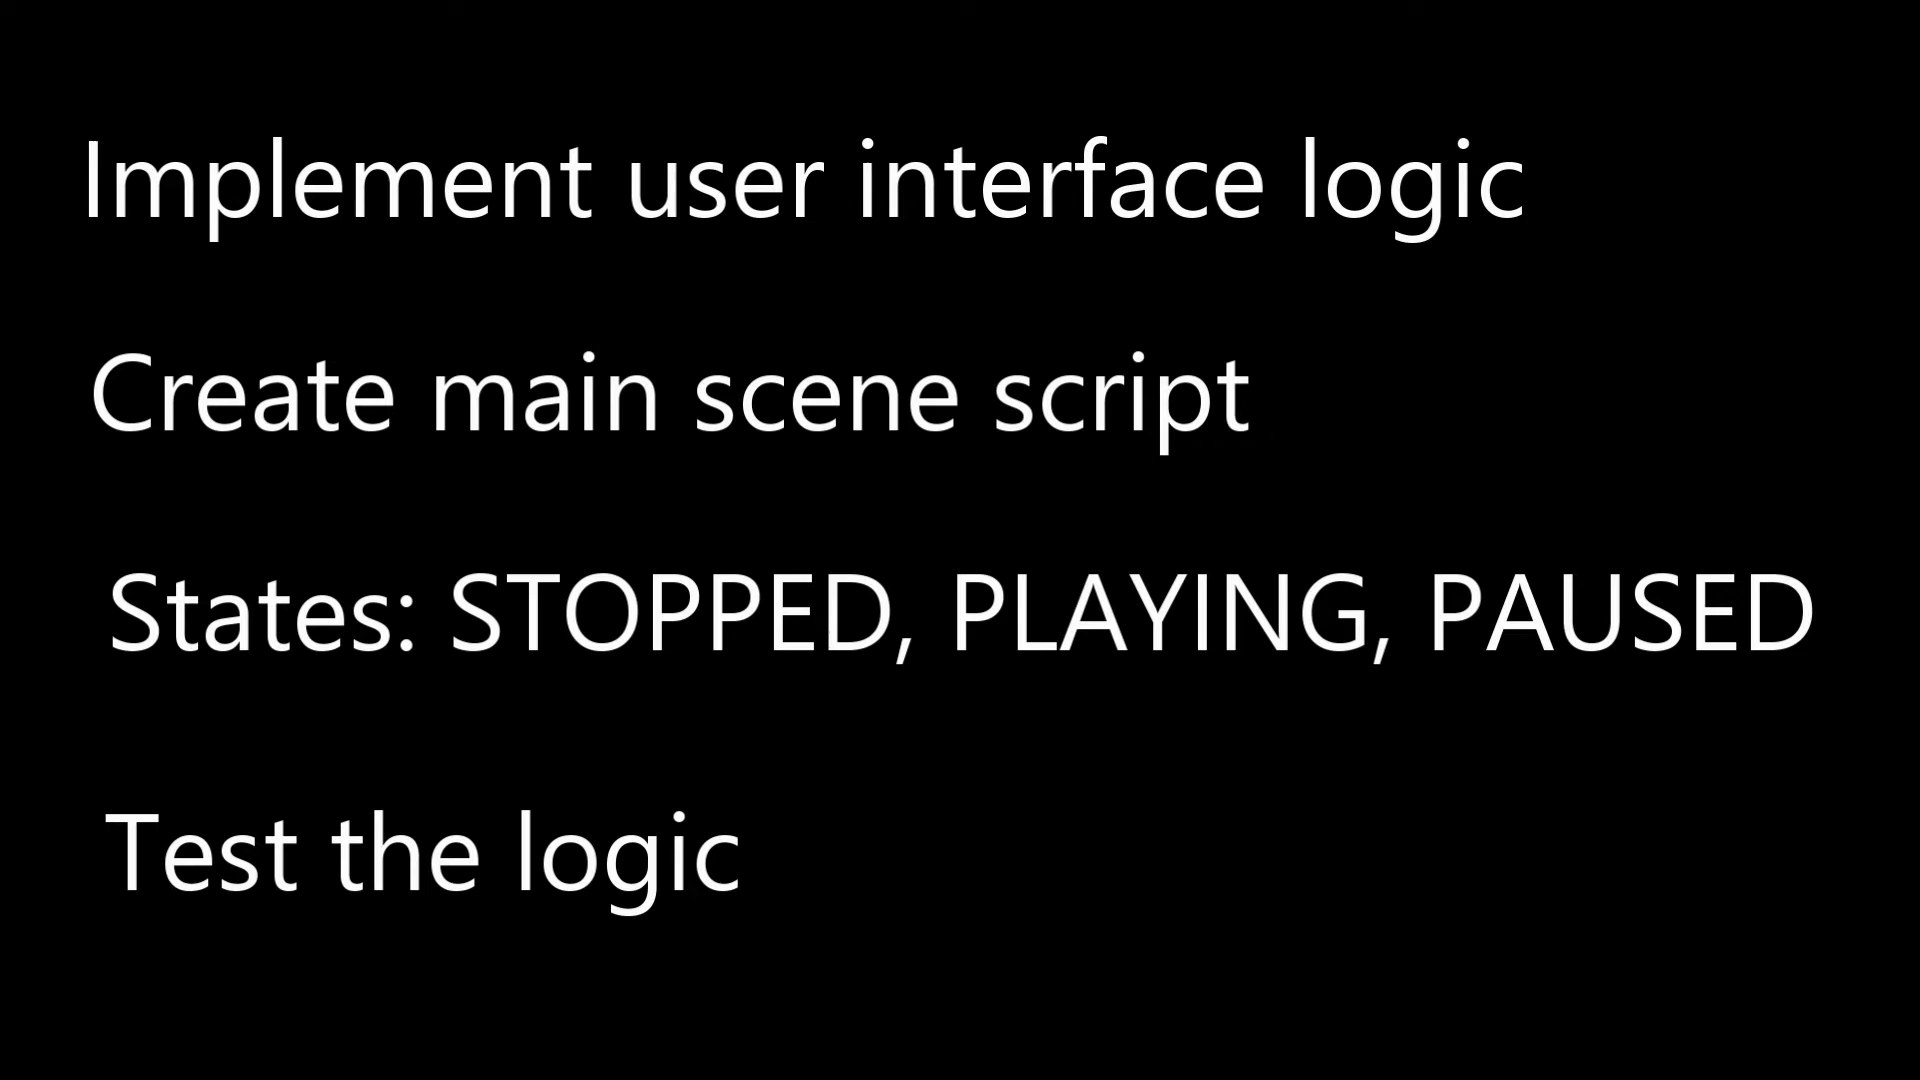 Implement user interface logic
Create main scene script
States: STOPPED, PLAYING, PAUSED
Test the logic